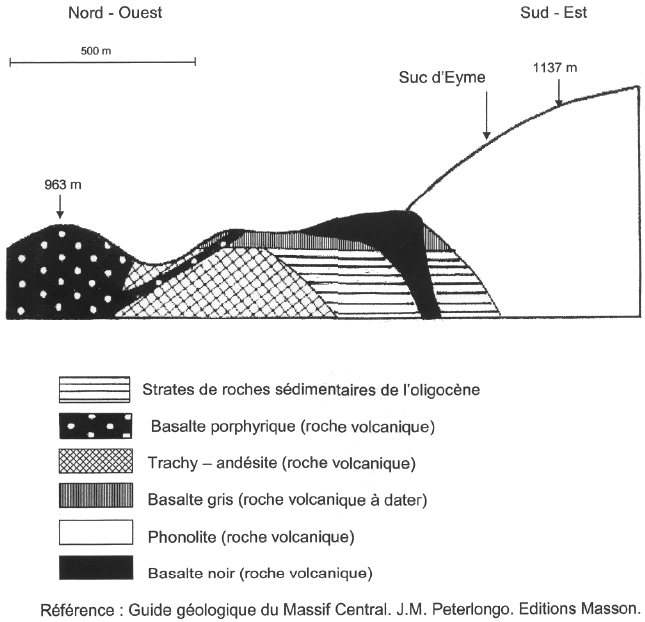 Nord - Ouest
Sud - Est
500 m
1137 m
Suc d'Eyme
963 m
Strates de roches sédimentaires de l'oligocène
Basalte porphyrique (roche volcanique)
Trachy – andésite (roche volcanique)
Basalte gris (roche volcanique à dater)
Phonolite (roche volcanique)
Basalte noir (roche volcanique)
Référence : Guide géologique du Massif Central. J.M. Peterlongo. Editions Masson.